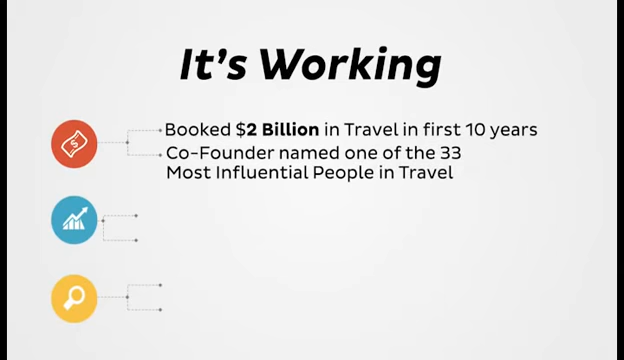 It's Working
Booked $2 Billion in Travel in first 10 years
Co-Founder named one of the 33
Most Influential People in Travel